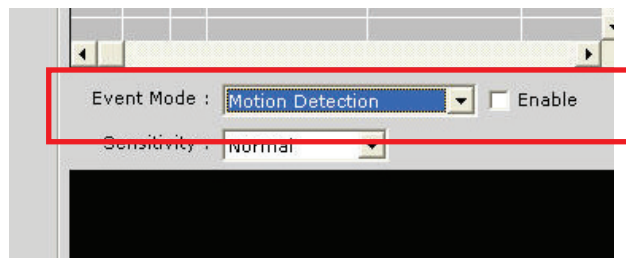 Event Mode : Motion Detection Enable
Sensitivity : Normal